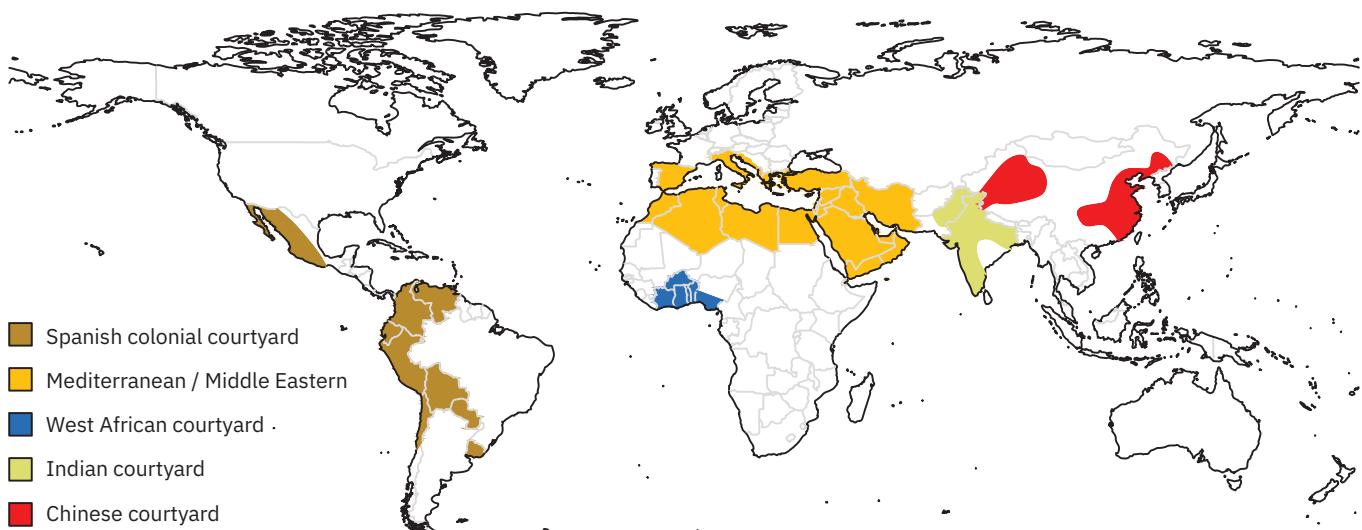 Spanish colonial courtyard
Mediterranean / Middle Eastern
West African courtyard .
Indian courtyard
Chinese courtyard